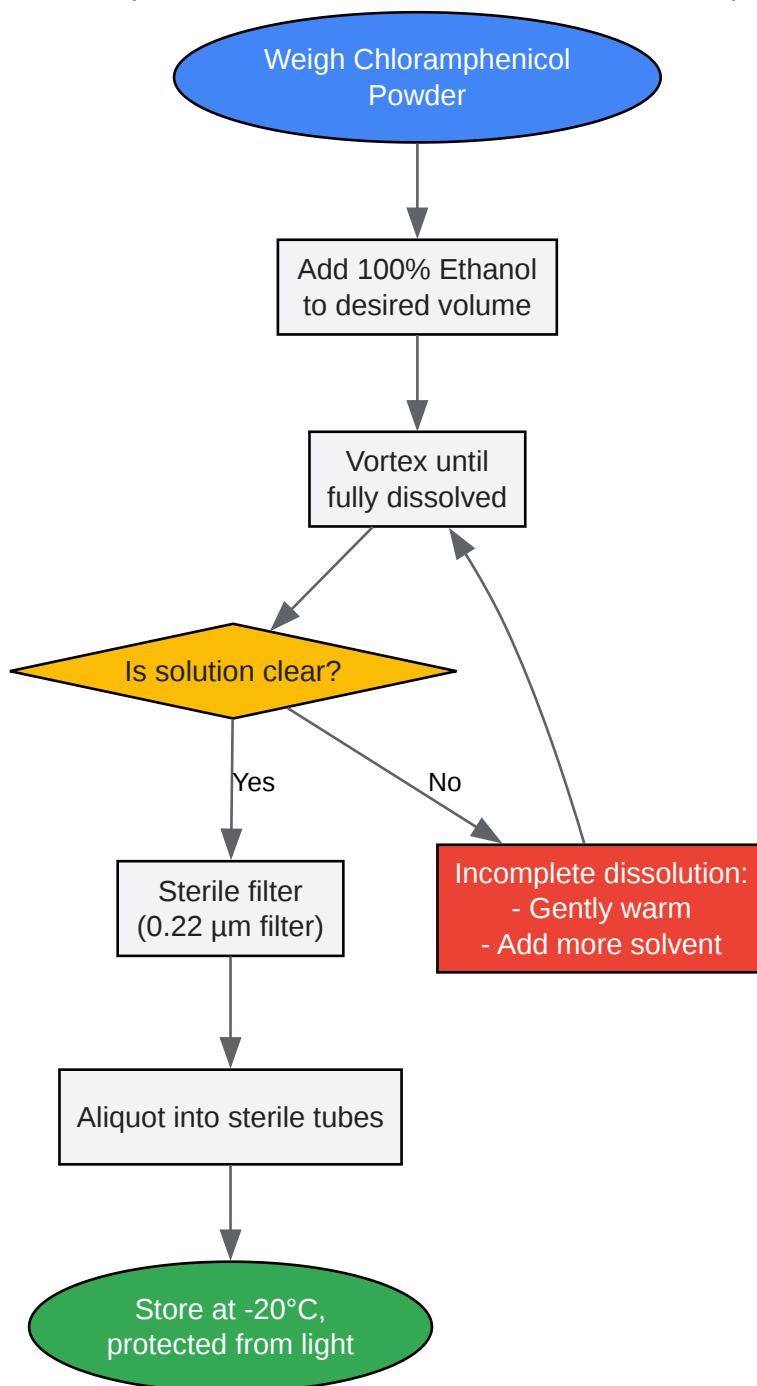 Weigh Chloramphenicol
Powder
Add 100% Ethanol
to desired volume
Vortex until
fully dissolved
Is solution clear?
Yes
No
Sterile filter
(0.22 µm filter)
Incomplete dissolution:
- Gently warm
- Add more solvent
Aliquot into sterile tubes
Store at -20°C,
protected from light